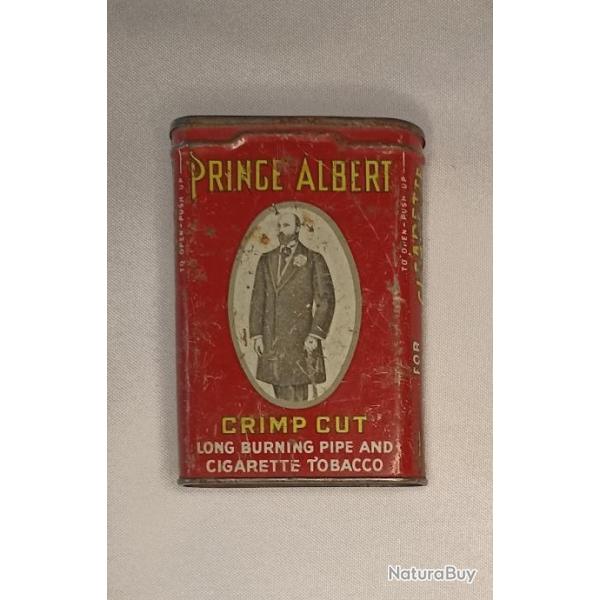 PRINCE ALBERT
TO OPEN-PUSH UP
TO OPEN-PUSH UP
CRIMP CUT
LONG BURNING PIPE AND
CIGARETTE TOBACCO
FOR
CIGARETTE
NaturaBuy